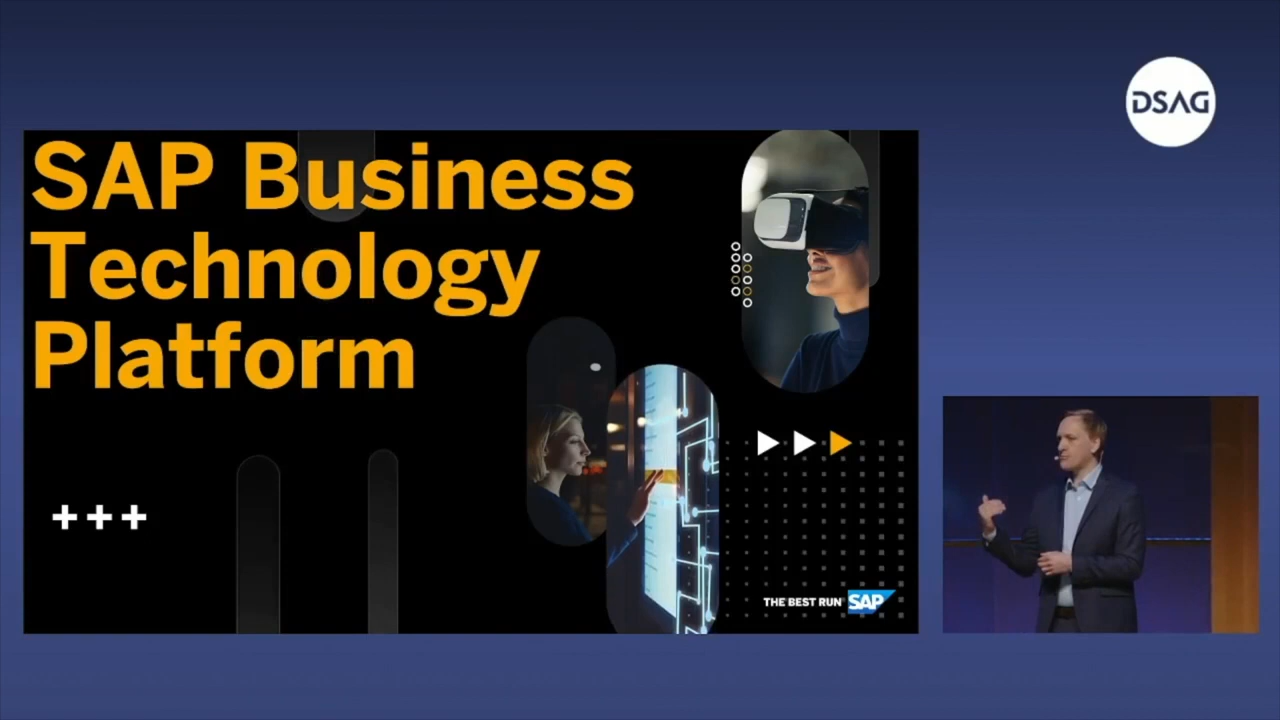 DSAG
SAP Business
Technology
Platform
+++
THE BEST RUN SAP